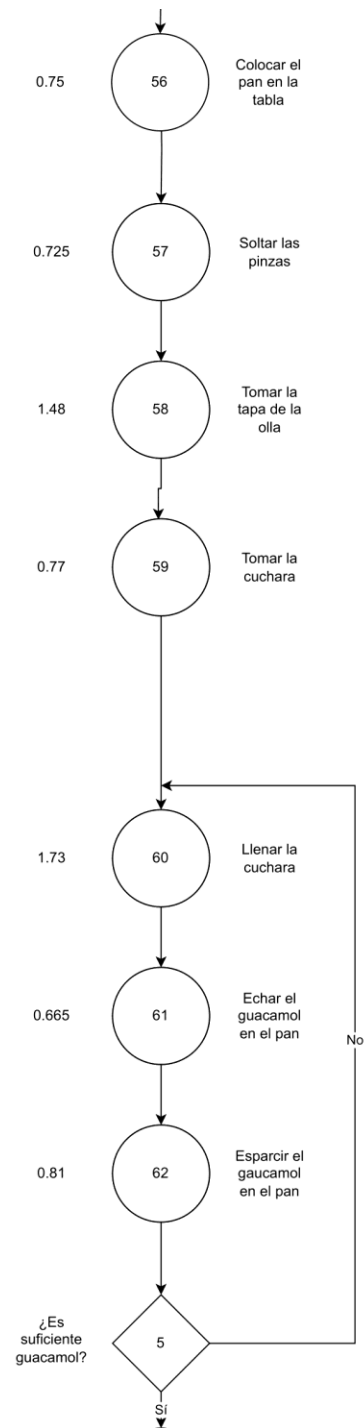 0.75
56
Colocar el
pan en la
tabla
0.725
57
Soltar las
pinzas
1.48
58
Tomar la
tapa de la
olla
0.77
59
Tomar la
cuchara
1.73
60
Llenar la
cuchara
0.665
61
Echar el
guacamol
en el pan
No
0.81
62
Esparcir el
gaucamol
en el pan
¿Es
suficiente
guacamol?
5
Sí